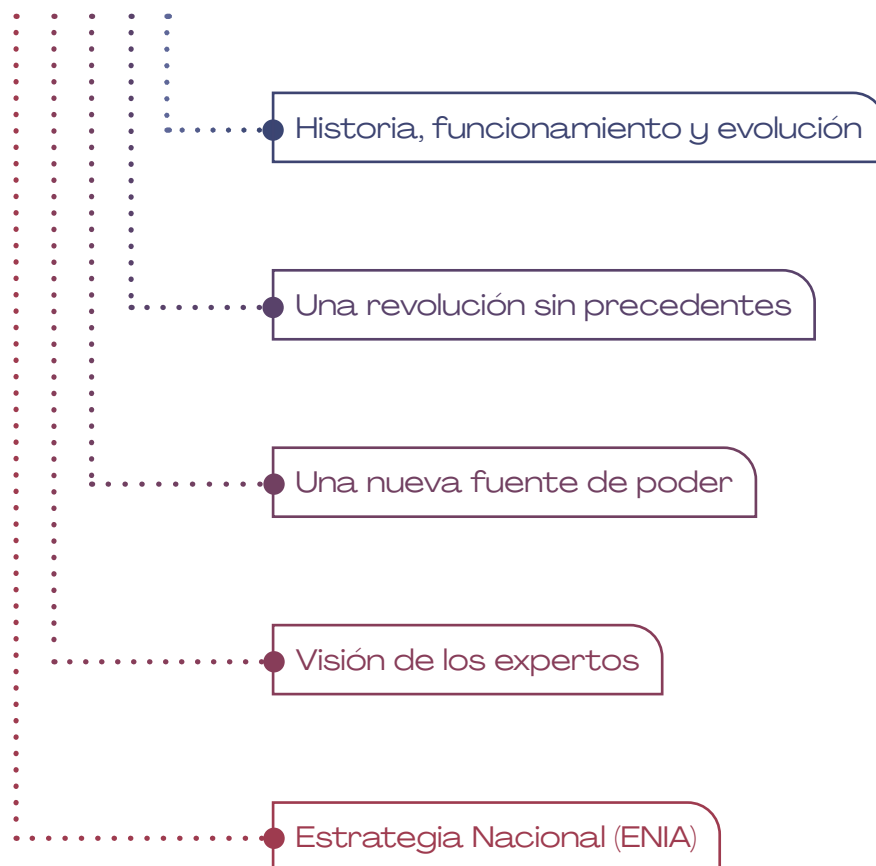 Historia, funcionamiento y evolución
Una revolución sin precedentes
Una nueva fuente de poder
Visión de los expertos
Estrategia Nacional (ENIA)